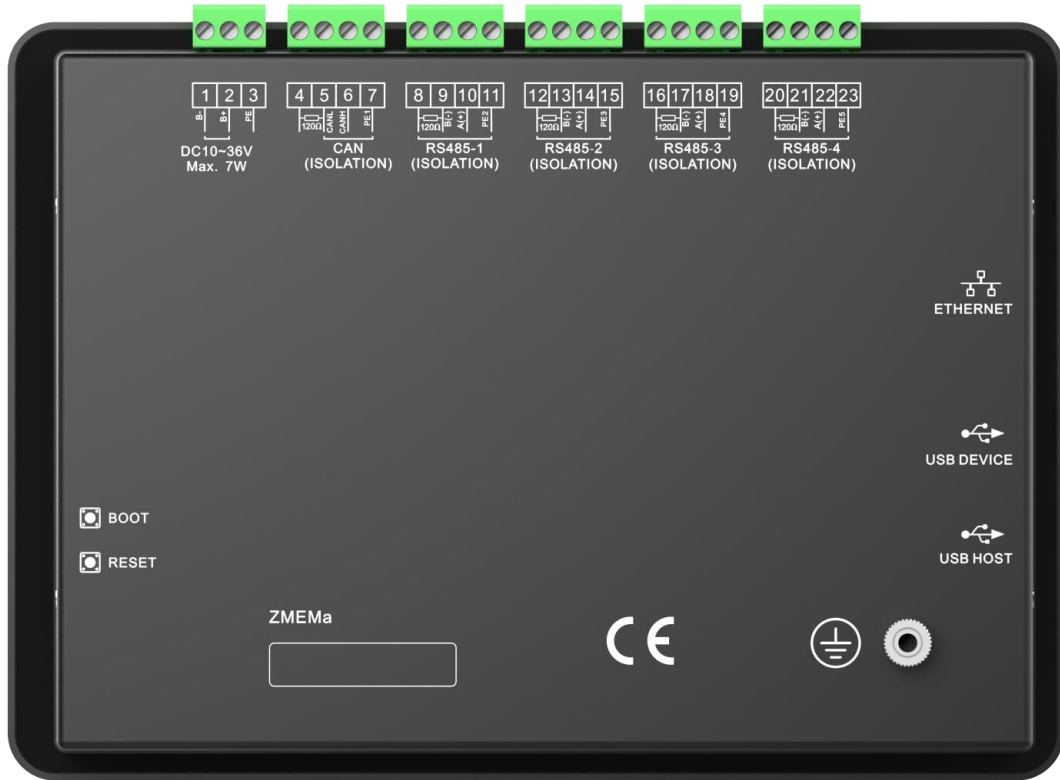 1 2 3
B- B+ PE
DC10~36V
Max. 7W
4 5 6 7
120Ω CANL CANH PE1
CAN
(ISOLATION)
8 9 10 11
120Ω B(-) A(+) PE2
RS485-1
(ISOLATION)
12 13 14 15
120Ω B(-) A(+) PE3
RS485-2
(ISOLATION)
16 17 18 19
120Ω B(-) A(+) PE4
RS485-3
(ISOLATION)
20 21 22 23
120Ω B(-) A(+) PE5
RS485-4
(ISOLATION)
ETHERNET
USB DEVICE
BOOT
USB HOST
RESET
ZMEMa
CE